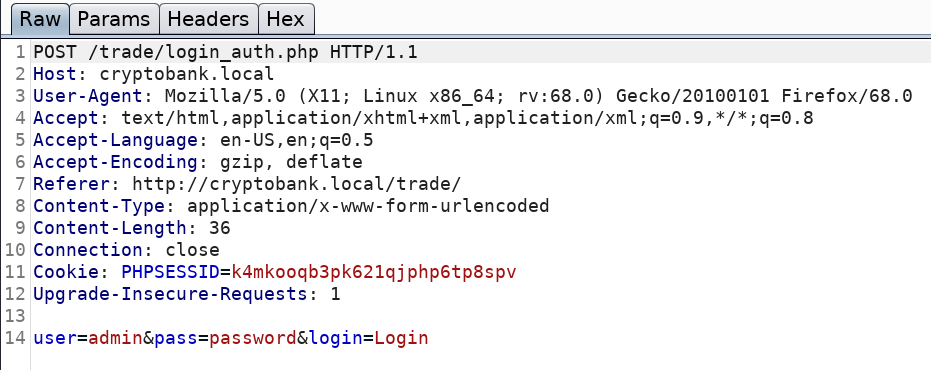 Raw Params Headers Hex
1 POST /trade/login_auth.php HTTP/1.1
2 Host: cryptobank.local
3 User-Agent: Mozilla/5.0 (X11; Linux x86_64; rv:68.0) Gecko/20100101 Firefox/68.0
4 Accept: text/html,application/xhtml+xml,application/xml;q=0.9,*/*;q=0.8
5 Accept-Language: en-US,en;q=0.5
6 Accept-Encoding: gzip, deflate
7 Referer: http://cryptobank.local/trade/
8 Content-Type: application/x-www-form-urlencoded
9 Content-Length: 36
10 Connection: close
11 Cookie: PHPSESSID=k4mkooqb3pk621qjphp6tp8spv
12 Upgrade-Insecure-Requests: 1
13
14 user=admin&pass=password&login=Login